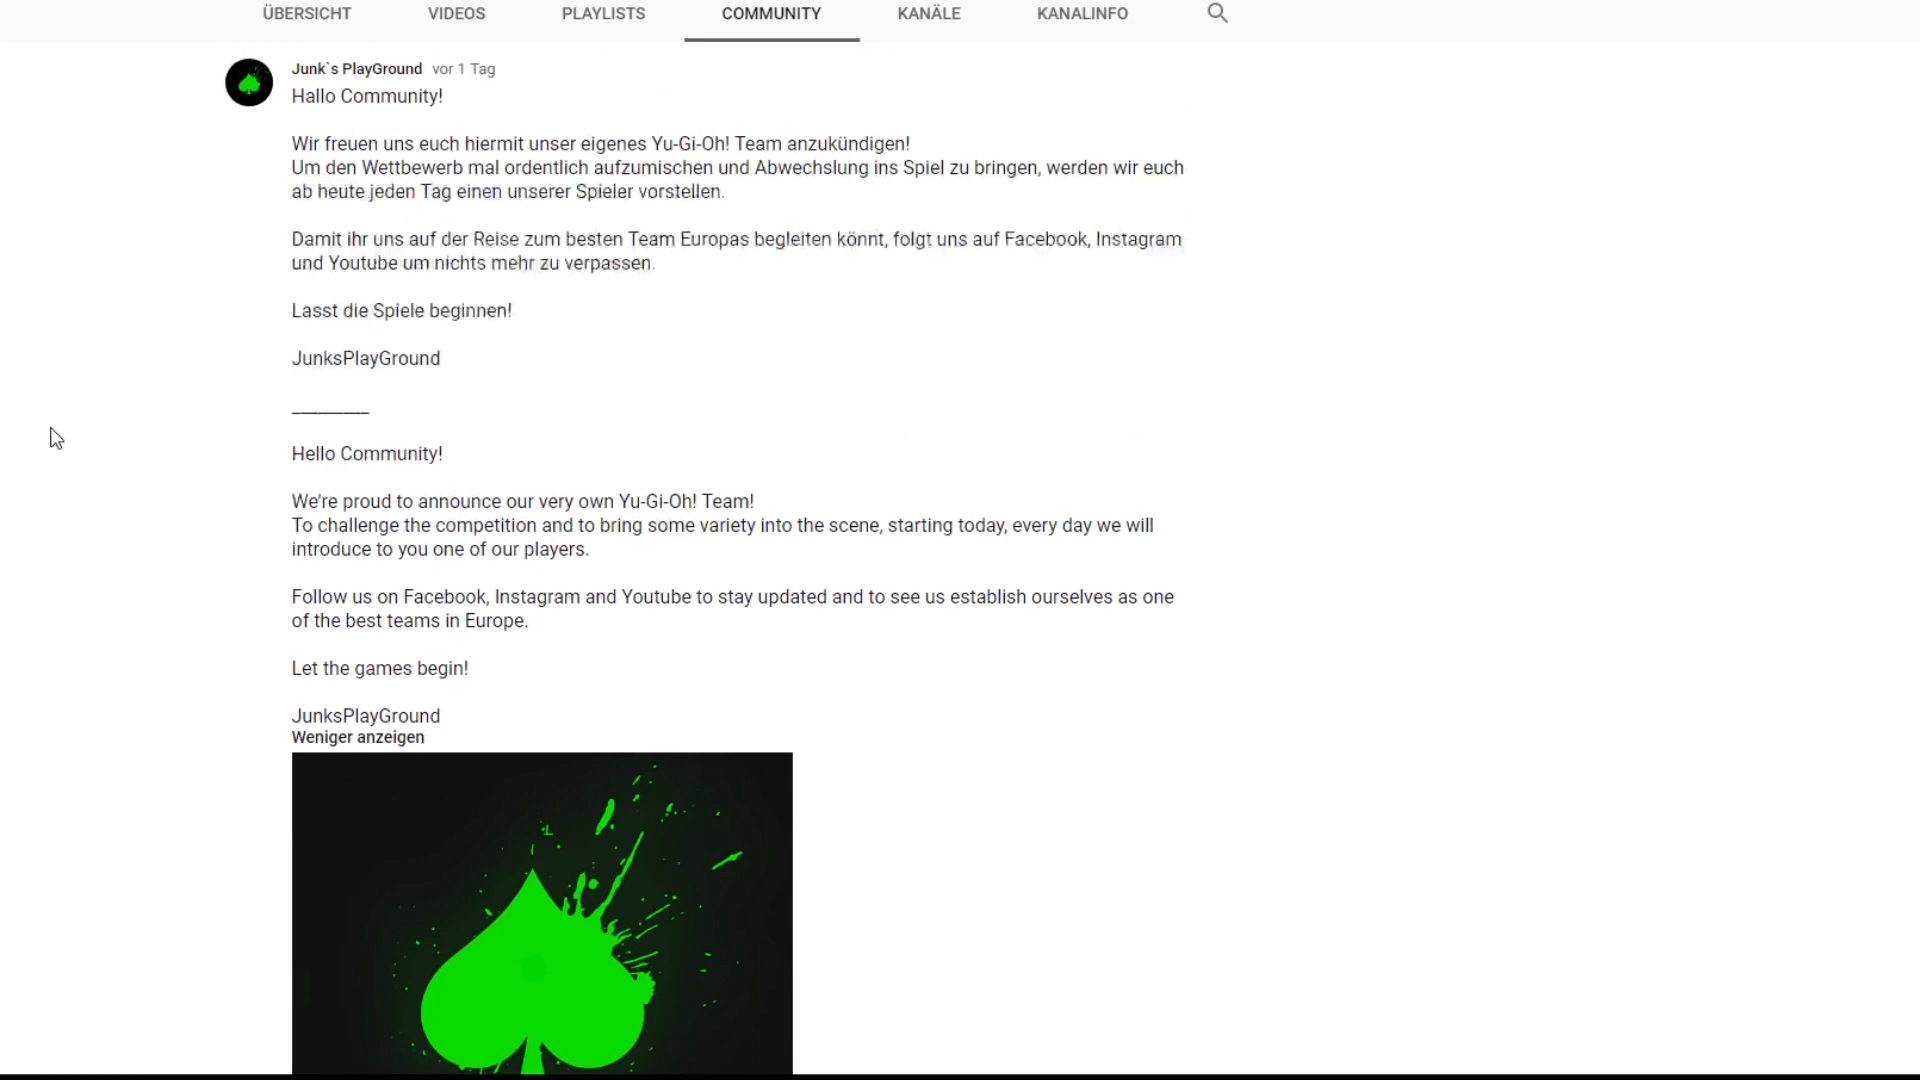 ÜBERSICHT VIDEOS PLAYLISTS COMMUNITY KANÄLE KANALINFO
Junk`s PlayGround vor 1 Tag
Hallo Community!
Wir freuen uns euch hiermit unser eigenes Yu-Gi-Oh! Team anzukündigen!
Um den Wettbewerb mal ordentlich aufzumischen und Abwechslung ins Spiel zu bringen, werden wir euch
ab heute jeden Tag einen unserer Spieler vorstellen.
Damit ihr uns auf der Reise zum besten Team Europas begleiten könnt, folgt uns auf Facebook, Instagram
und Youtube um nichts mehr zu verpassen.
Lasst die Spiele beginnen!
JunksPlayGround
_________
Hello Community!
We're proud to announce our very own Yu-Gi-Oh! Team!
To challenge the competition and to bring some variety into the scene, starting today, every day we will
introduce to you one of our players.
Follow us on Facebook, Instagram and Youtube to stay updated and to see us establish ourselves as one
of the best teams in Europe.
Let the games begin!
JunksPlayGround
Weniger anzeigen